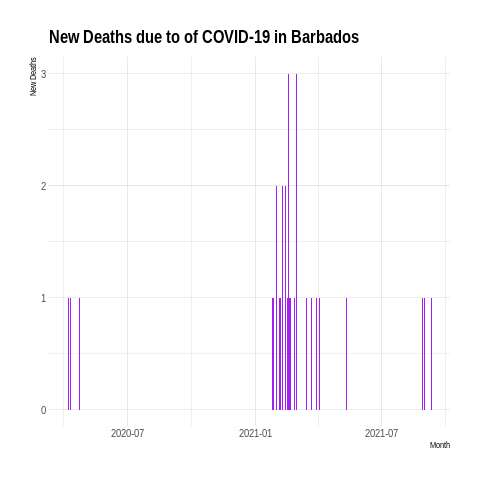 New Deaths due to of COVID-19 in Barbados
New Deaths
3
2
1
0
2020-07
2021-01
2021-07
Month